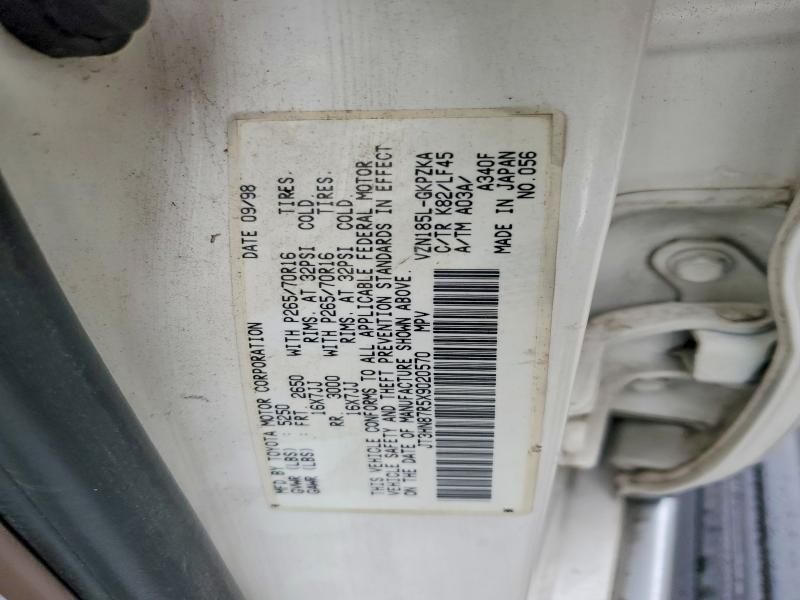 MFD BY TOYOTA MOTOR CORPORATION DATE 09/98
GVWR (LBS) : 5250
GAWR (LBS) FRT. 2650 WITH P265/70R16 TIRES.
16X7JJ RIMS. AT 32PSI COLD
RR. 3000 WITH P265/70R16 TIRES.
16X7JJ RIMS. AT 32PSI COLD
THIS VEHICLE CONFORMS TO ALL APPLICABLE FEDERAL MOTOR
VEHICLE SAFETY AND THEFT PREVENTION STANDARDS IN EFFECT
ON THE DATE OF MANUFACTURE SHOWN ABOVE.
JT3HN87R5X9020570 MPV
VZN185L-GKPZKA
C/TR K82/LF45
A/TM A03A/
A340F
MADE IN JAPAN
NO.056